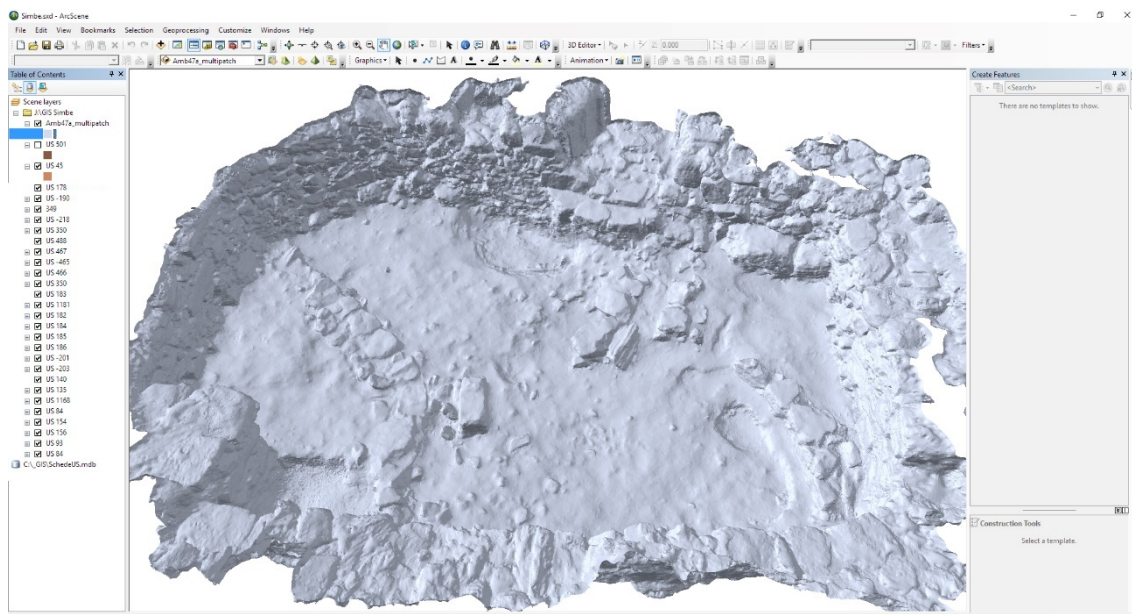 Simbe.sxd - ArcScene
File Edit View Bookmarks Selection Geoprocessing Customize Windows Help
3D Editor 0.000 Filters
Amb47a_multipatch Graphics A A Animation
Table of Contents
Scene layers
J:\GIS Simbe
Amb47a_multipatch
US 501
US 45
US 178
US -190
349
US -218
US 350
US 488
US 467
US -465
US 466
US 350
US 183
US 1181
US 182
US 184
US 185
US 186
US -201
US -203
US 140
US 135
US 1168
US 84
US 154
US 156
US 93
US 84
C:\_GIS\SchedeUS.mdb
Create Features
<Search>
There are no templates to show.
Construction Tools
Select a template.